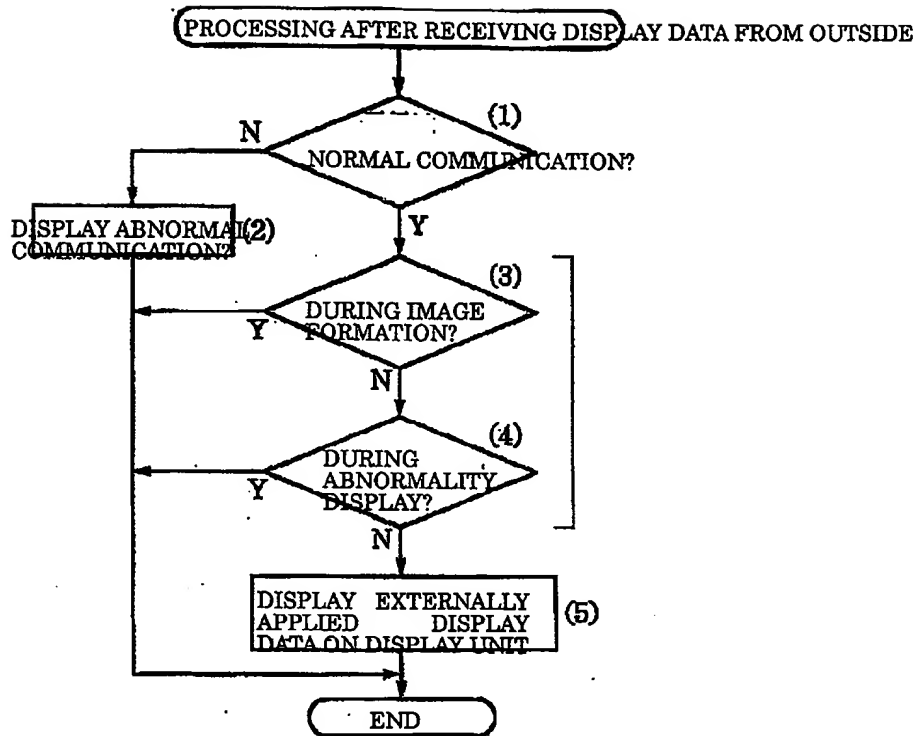 PROCESSING AFTER RECEIVING DISPLAY DATA FROM OUTSIDE
(1)
N
NORMAL COMMUNICATION?
DISPLAY ABNORMAL
COMMUNICATION?
(2)
Y
(3)
DURING IMAGE
FORMATION?
Y
N
(4)
DURING
ABNORMALITY
DISPLAY?
Y
N
DISPLAY EXTERNALLY
APPLIED DISPLAY
DATA ON DISPLAY UNIT
(5)
END